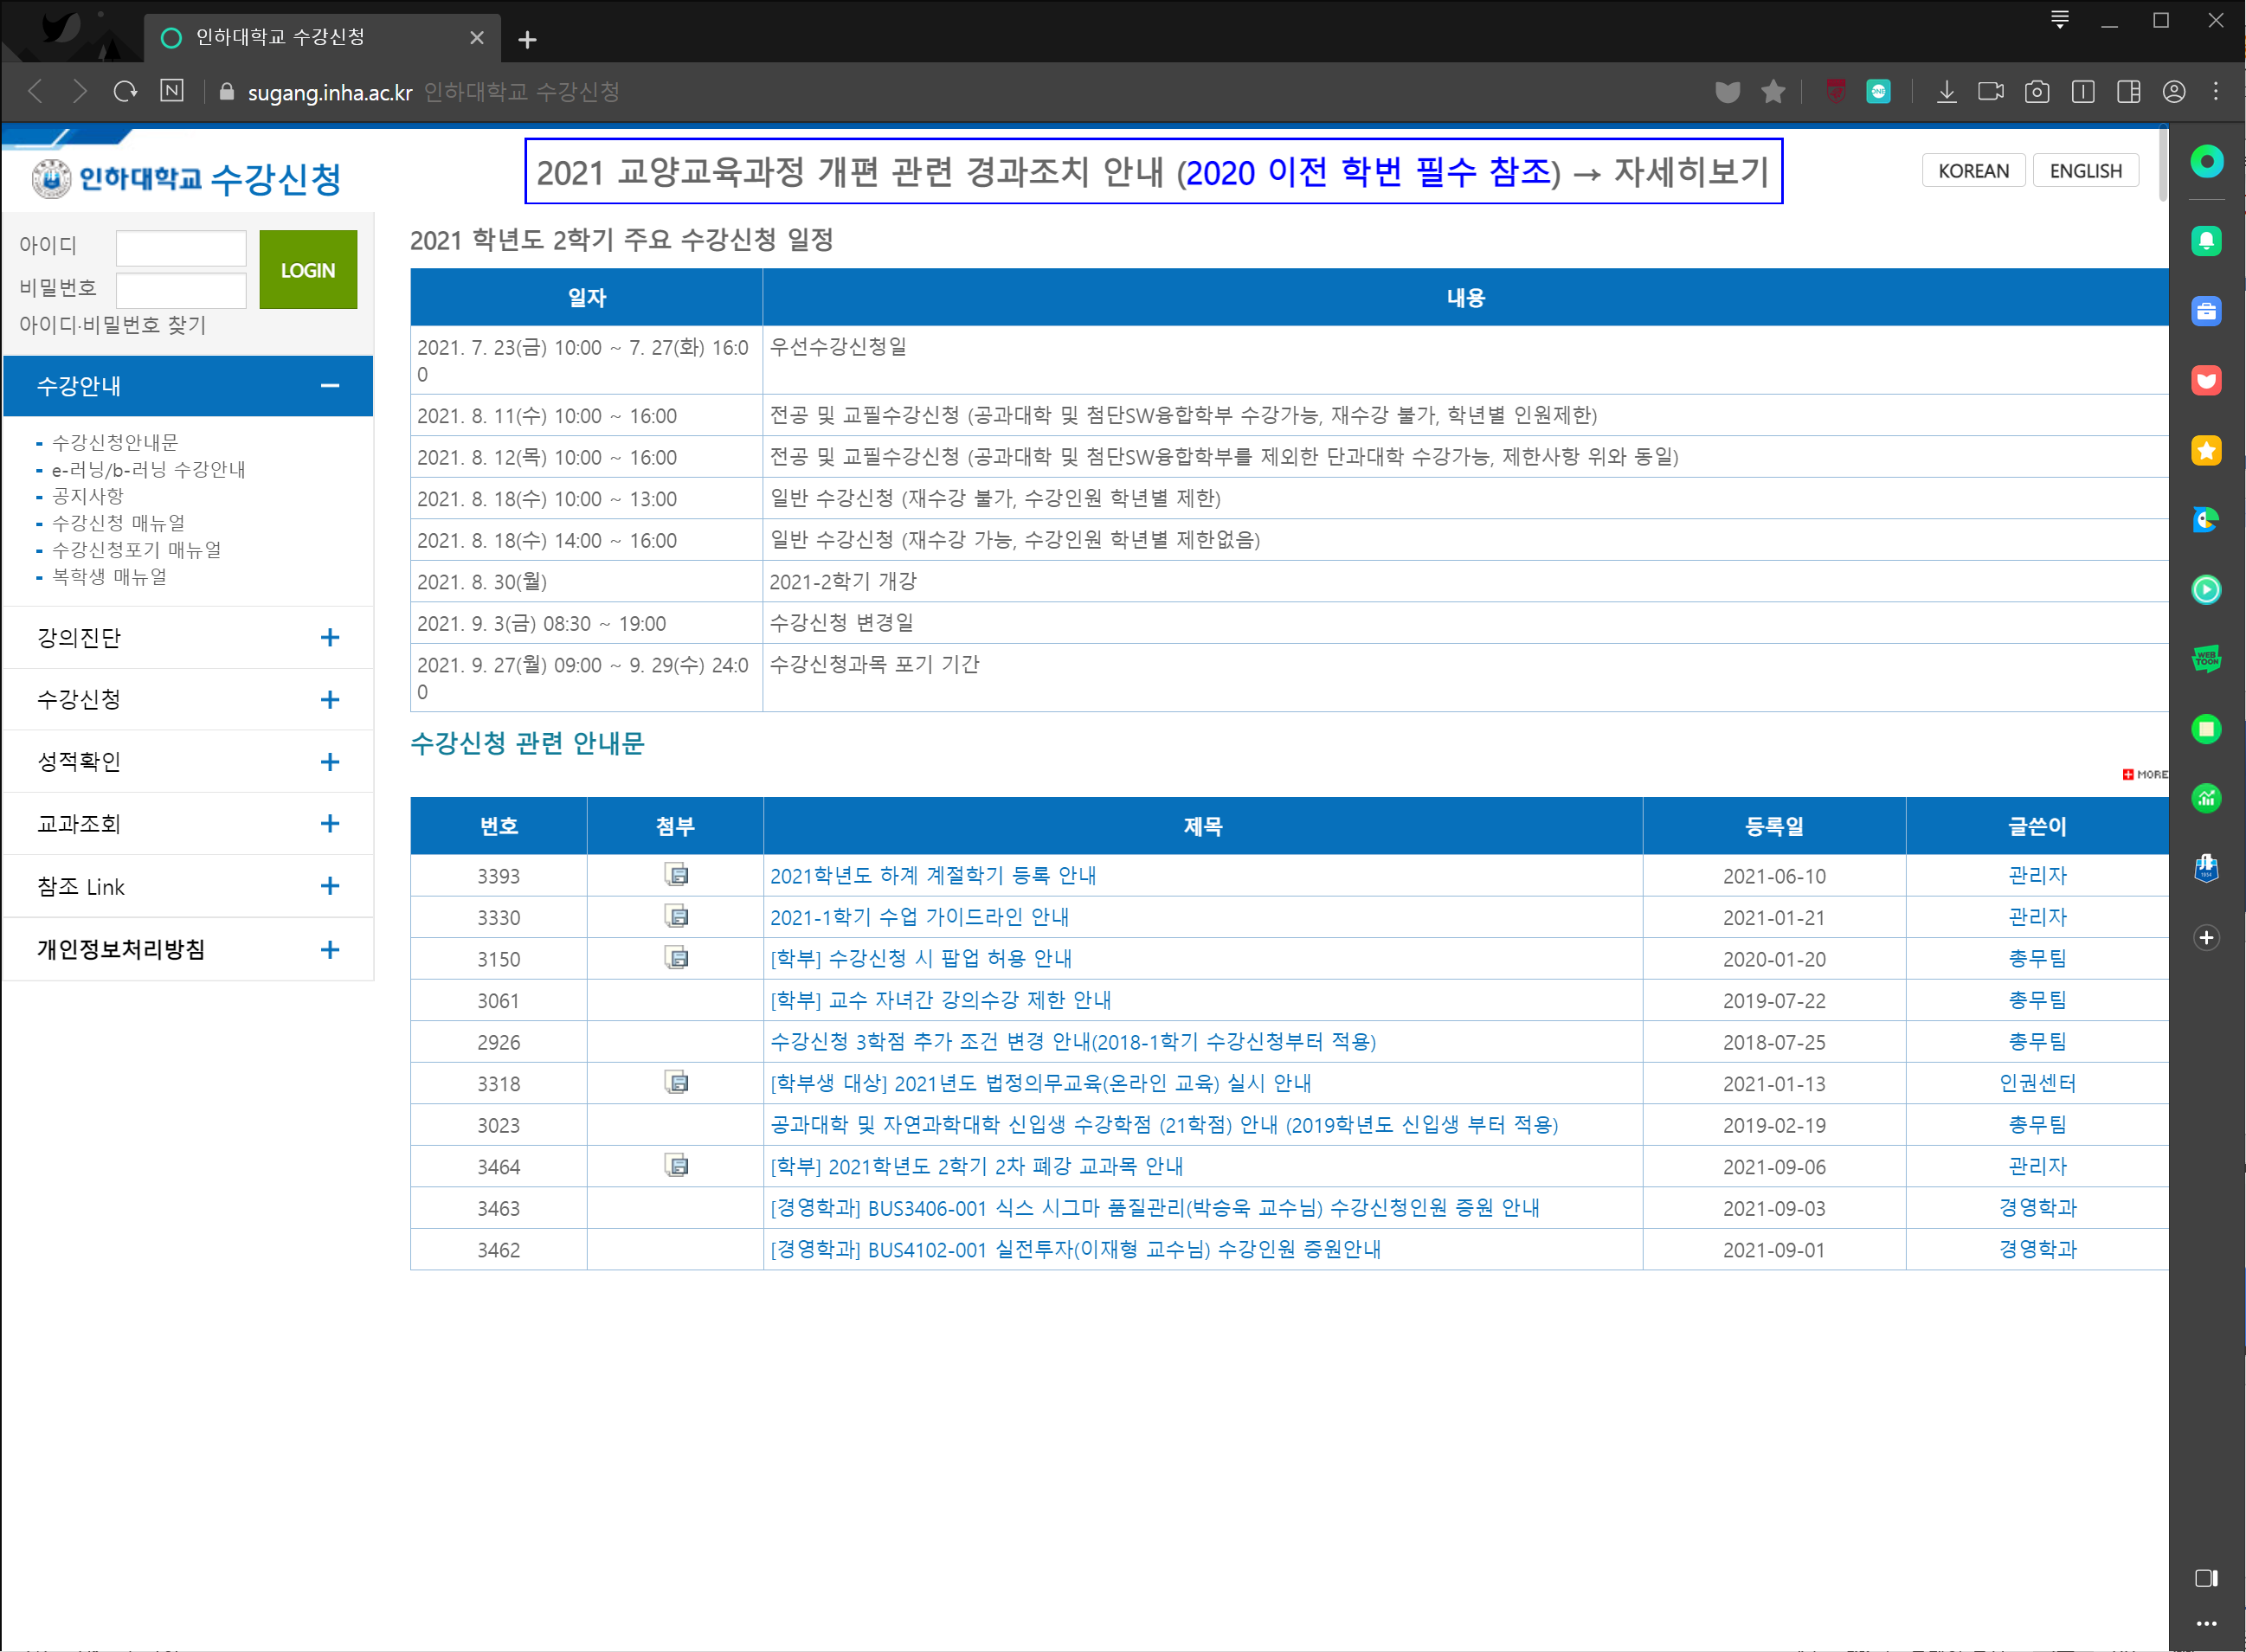 인하대학교 수강신청
sugang.inha.ac.kr 인하대학교 수강신청
인하대학교 수강신청
2021 교양교육과정 개편 관련 경과조치 안내 (2020 이전 학번 필수 참조) → 자세히보기
KOREAN ENGLISH
아이디
비밀번호
LOGIN
아이디·비밀번호 찾기
수강안내
수강신청안내문
e-러닝/b-러닝 수강안내
공지사항
수강신청 매뉴얼
수강신청포기 매뉴얼
복학생 매뉴얼
강의진단
수강신청
성적확인
교과조회
참조 Link
개인정보처리방침
2021 학년도 2학기 주요 수강신청 일정
일자 내용
2021. 7. 23(금) 10:00 ~ 7. 27(화) 16:0 우선수강신청일
0
2021. 8. 11(수) 10:00 ~ 16:00 전공 및 교필수강신청 (공과대학 및 첨단SW융합학부 수강가능, 재수강 불가, 학년별 인원제한)
2021. 8. 12(목) 10:00 ~ 16:00 전공 및 교필수강신청 (공과대학 및 첨단SW융합학부를 제외한 단과대학 수강가능, 제한사항 위와 동일)
2021. 8. 18(수) 10:00 ~ 13:00 일반 수강신청 (재수강 불가, 수강인원 학년별 제한)
2021. 8. 18(수) 14:00 ~ 16:00 일반 수강신청 (재수강 가능, 수강인원 학년별 제한없음)
2021. 8. 30(월) 2021-2학기 개강
2021. 9. 3(금) 08:30 ~ 19:00 수강신청 변경일
2021. 9. 27(월) 09:00 ~ 9. 29(수) 24:0 수강신청과목 포기 기간
0
수강신청 관련 안내문
MORE
번호 첨부 제목 등록일 글쓴이
3393 2021학년도 하계 계절학기 등록 안내 2021-06-10 관리자
3330 2021-1학기 수업 가이드라인 안내 2021-01-21 관리자
3150 [학부] 수강신청 시 팝업 허용 안내 2020-01-20 총무팀
3061 [학부] 교수 자녀간 강의수강 제한 안내 2019-07-22 총무팀
2926 수강신청 3학점 추가 조건 변경 안내(2018-1학기 수강신청부터 적용) 2018-07-25 총무팀
3318 [학부생 대상] 2021년도 법정의무교육(온라인 교육) 실시 안내 2021-01-13 인권센터
3023 공과대학 및 자연과학대학 신입생 수강학점 (21학점) 안내 (2019학년도 신입생 부터 적용) 2019-02-19 총무팀
3464 [학부] 2021학년도 2학기 2차 폐강 교과목 안내 2021-09-06 관리자
3463 [경영학과] BUS3406-001 식스 시그마 품질관리(박승욱 교수님) 수강신청인원 증원 안내 2021-09-03 경영학과
3462 [경영학과] BUS4102-001 실전투자(이재형 교수님) 수강인원 증원안내 2021-09-01 경영학과
WEB
TOON